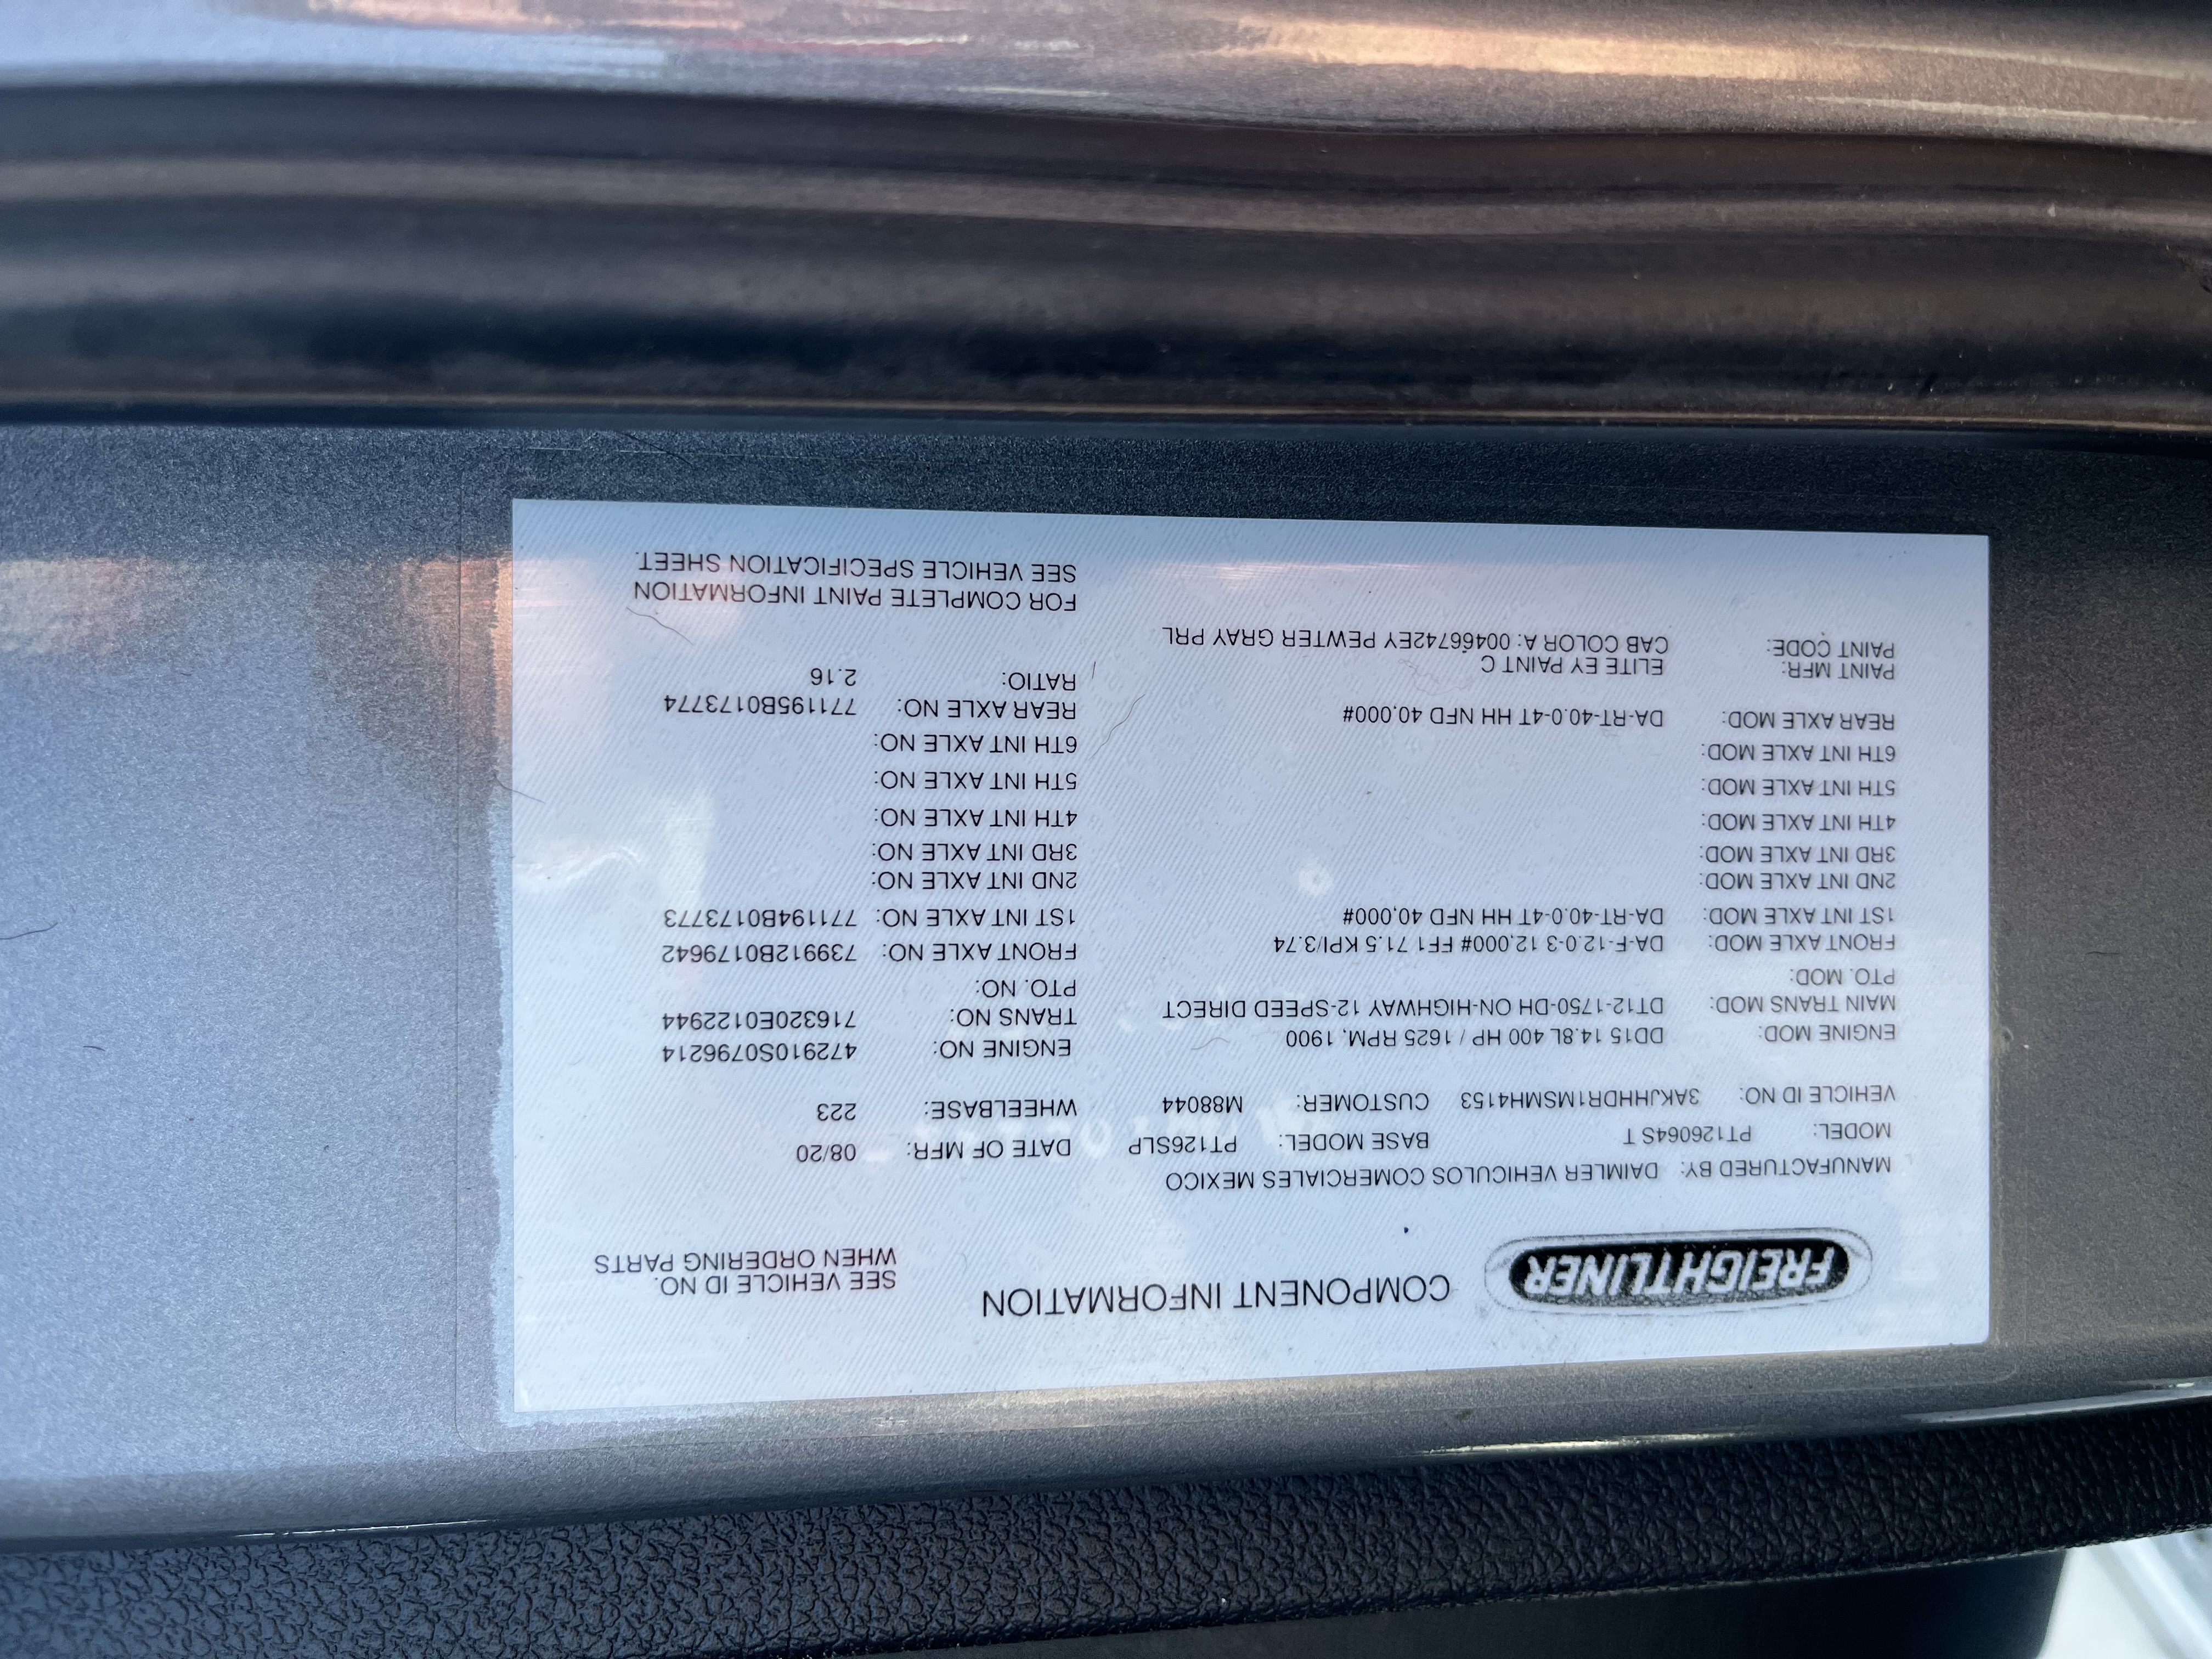 FREIGHTLINER COMPONENT INFORMATION
SEE VEHICLE ID NO.
WHEN ORDERING PARTS
MANUFACTURED BY: DAIMLER VEHICULOS COMERCIALES MEXICO
MODEL: PT126064S T BASE MODEL: PT126SLP DATE OF MFR: 08/20
VEHICLE ID NO: 3AKJHHDR1MSMH4153 CUSTOMER: M88044 WHEELBASE: 223
ENGINE MOD: DD15 14.8L 400 HP / 1625 RPM, 1900 ENGINE NO: 472910S0796214
MAIN TRANS MOD: DT12-1750-DH ON-HIGHWAY 12-SPEED DIRECT TRANS NO: 716320E0122944
PTO. MOD: PTO. NO:
FRONT AXLE MOD: DA-F-12.0-3 12,000# FF1 71.5 KPI/3.74 FRONT AXLE NO: 739912B0179642
1ST INT AXLE MOD: DA-RT-40.0-4T HH NFD 40,000# 1ST INT AXLE NO: 771194B0173773
2ND INT AXLE MOD: 2ND INT AXLE NO:
3RD INT AXLE MOD: 3RD INT AXLE NO:
4TH INT AXLE MOD: 4TH INT AXLE NO:
5TH INT AXLE MOD: 5TH INT AXLE NO:
6TH INT AXLE MOD: 6TH INT AXLE NO:
REAR AXLE MOD: DA-RT-40.0-4T HH NFD 40,000# REAR AXLE NO: 771195B0173774
RATIO: 2.16
PAINT MFR: ELITE EY PAINT C
PAINT CODE: CAB COLOR A: 00466742EY PEWTER GRAY PRL
FOR COMPLETE PAINT INFORMATION
SEE VEHICLE SPECIFICATION SHEET.